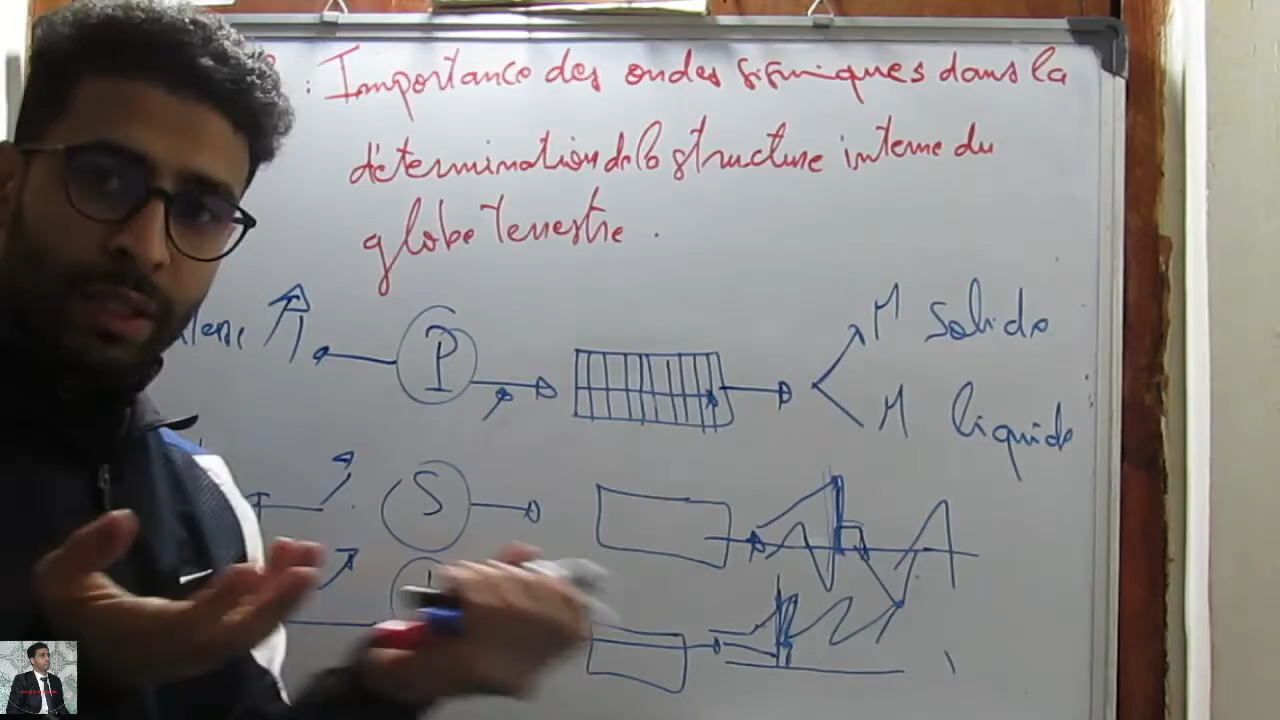 : Importance des ondes sismiques dans la
détermination de la structure interne du
globe terrestre .
P
M solide
M liquide
S
L